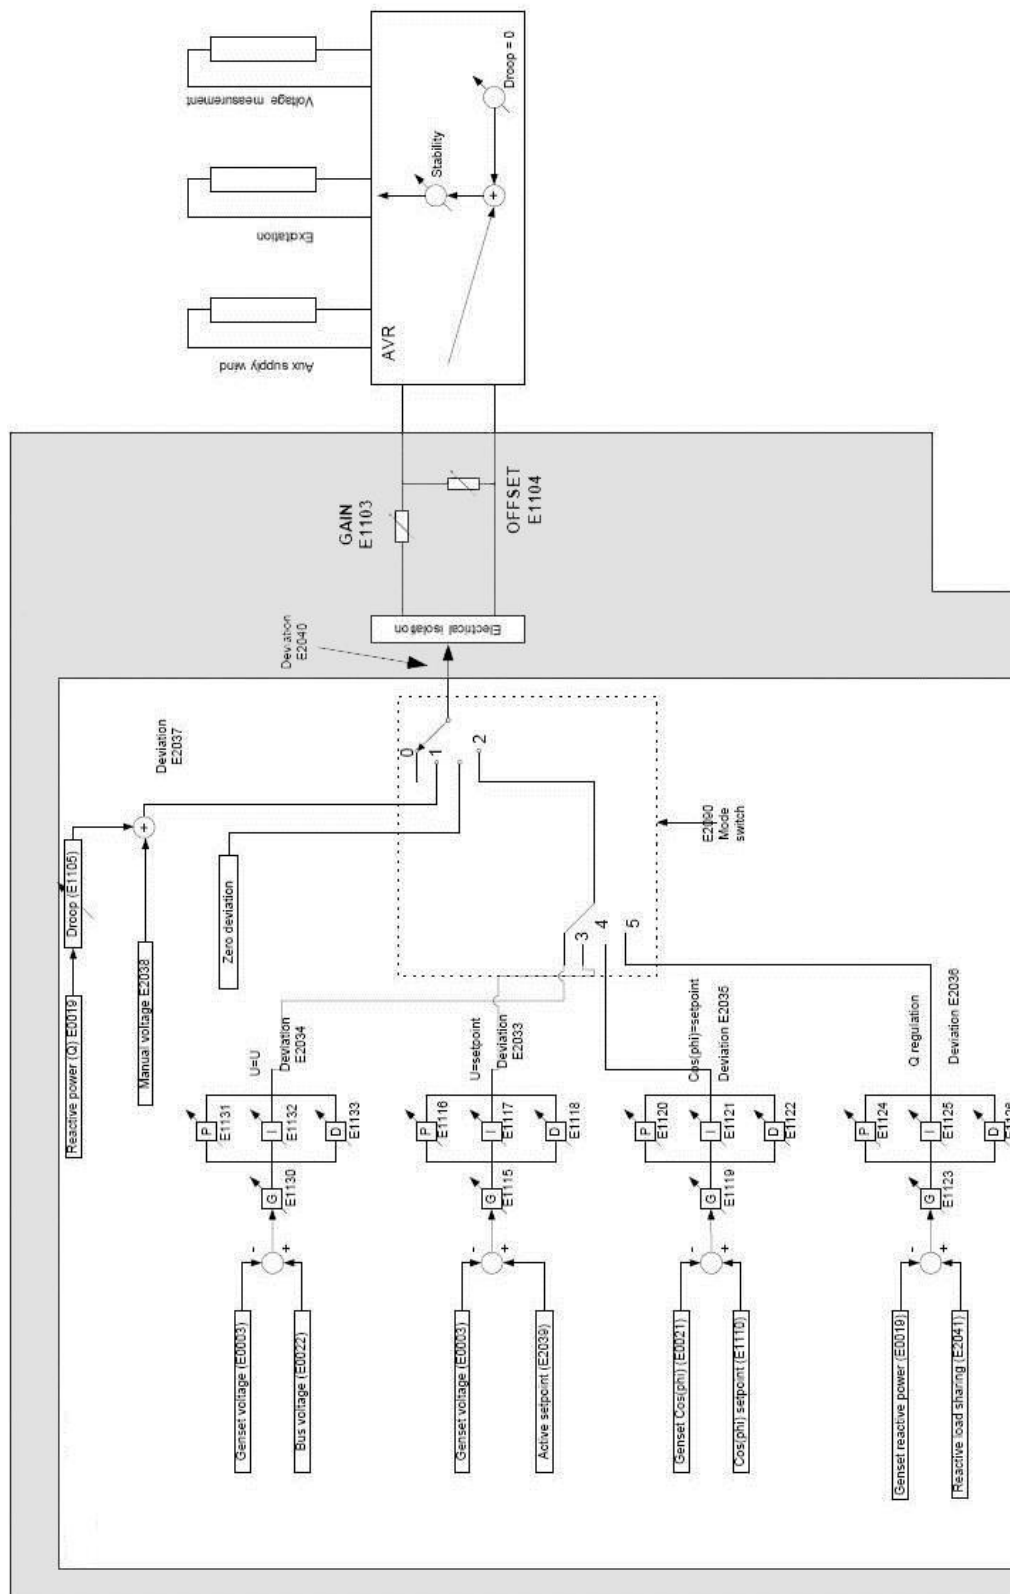 Voltage measurement
Excitation
Aux supply wind
AVR
Stability
Droop = 0
+
GAIN
E1103
OFFSET
E1104
Electrical isolation
Deviation
E2040
Deviation
E2037
Reactive power (Q) E0019
Droop (E1105)
+
Manual voltage E2038
Zero deviation
0
1
2
3
4
5
E2090
Mode
switch
Genset voltage (E0003)
Bus voltage (E0022)
-
+
G
E1130
P
E1131
I
E1132
D
E1133
U=U
Deviation
E2034
Genset voltage (E0003)
Active setpoint (E2039)
-
+
G
E1115
P
E1116
I
E1117
D
E1118
U=setpoint
Deviation
E2033
Genset Cos(phi) (E0021)
Cos(phi) setpoint (E1110)
-
+
G
E1119
P
E1120
I
E1121
D
E1122
Cos(phi)=setpoint
Deviation E2035
Genset reactive power (E0019)
Reactive load sharing (E2041)
-
+
G
E1123
P
E1124
I
E1125
D
Q regulation
Deviation E2036